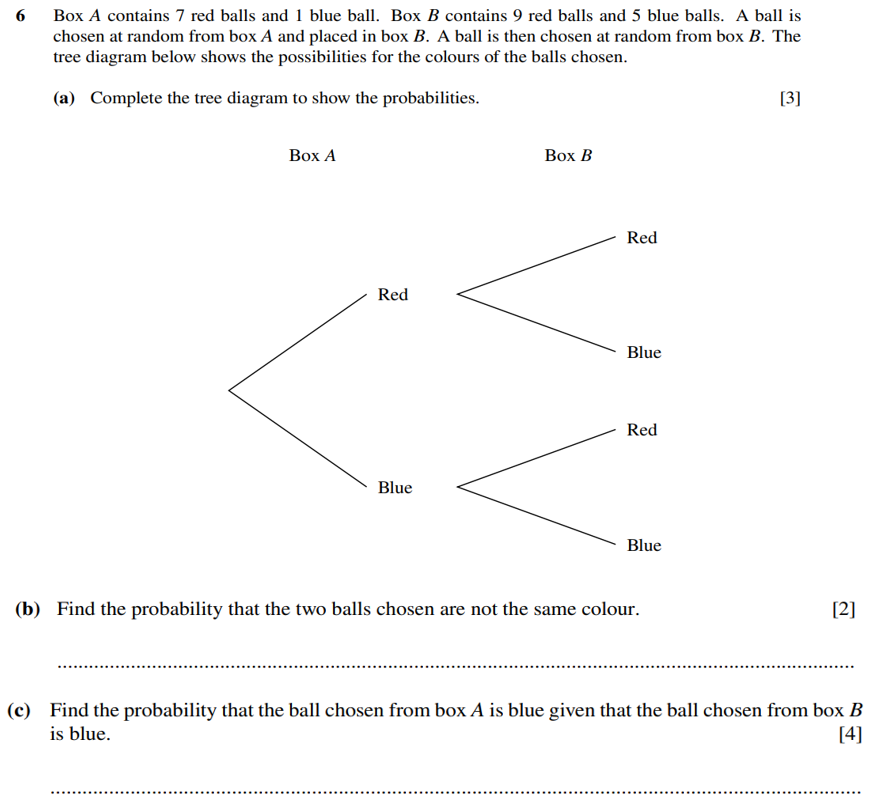 6 Box A contains 7 red balls and 1 blue ball. Box B contains 9 red balls and 5 blue balls. A ball is
chosen at random from box A and placed in box B. A ball is then chosen at random from box B. The
tree diagram below shows the possibilities for the colours of the balls chosen.
(a) Complete the tree diagram to show the probabilities. [3]
Box A Box B
Red
Red
Blue
Red
Blue
Blue
(b) Find the probability that the two balls chosen are not the same colour. [2]
(c) Find the probability that the ball chosen from box A is blue given that the ball chosen from box B
is blue. [4]